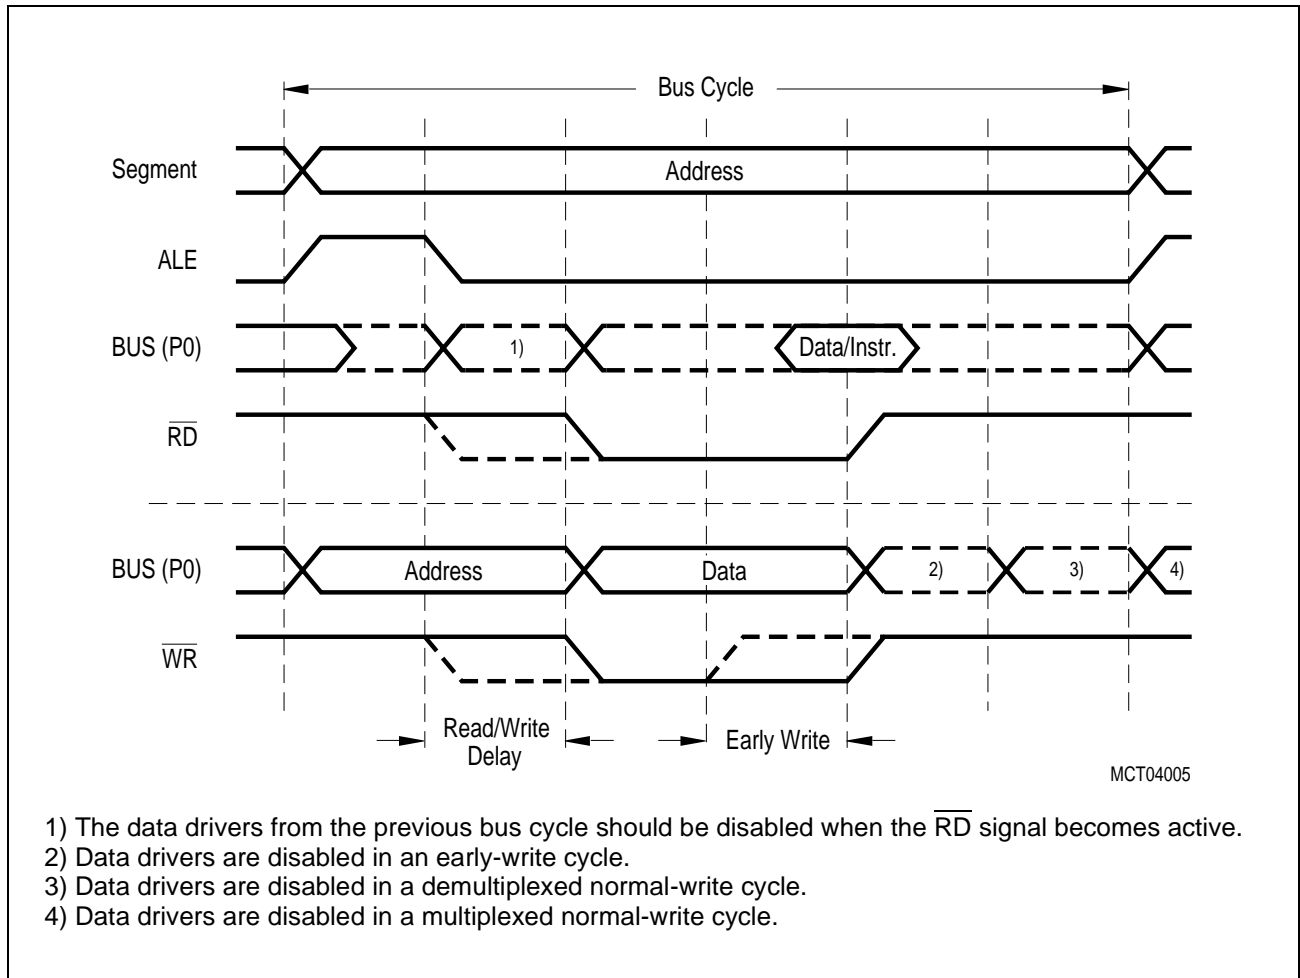 Bus Cycle
Segment
Address
ALE
BUS (P0)
1)
Data/Instr.
RD
BUS (P0)
Address
Data
2)
3)
4)
WR
Read/Write
Delay
Early Write
MCT04005
1) The data drivers from the previous bus cycle should be disabled when the RD signal becomes active.
2) Data drivers are disabled in an early-write cycle.
3) Data drivers are disabled in a demultiplexed normal-write cycle.
4) Data drivers are disabled in a multiplexed normal-write cycle.